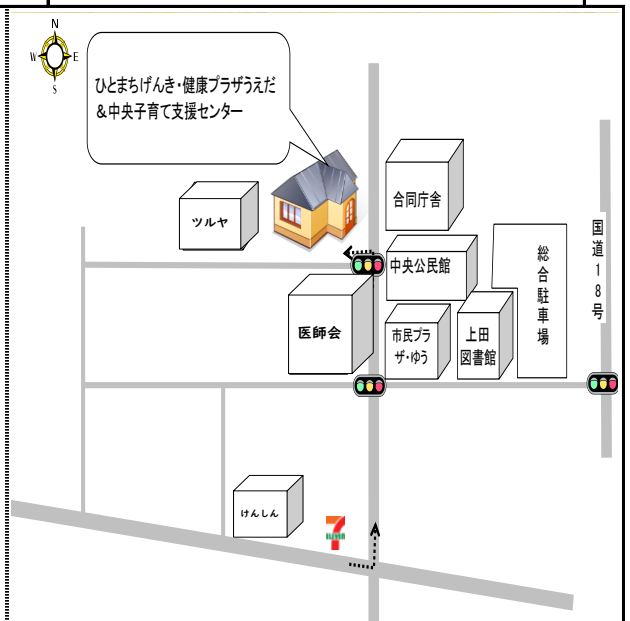 N
W E
S
ひとまちげんき・健康プラザうえだ
＆中央子育て支援センター
合同庁舎
ツルヤ
国道18号
総合駐車場
中央公民館
医師会
市民プラ
ザ・ゆう
上田
図書館
けんしん
7
ELEVEN